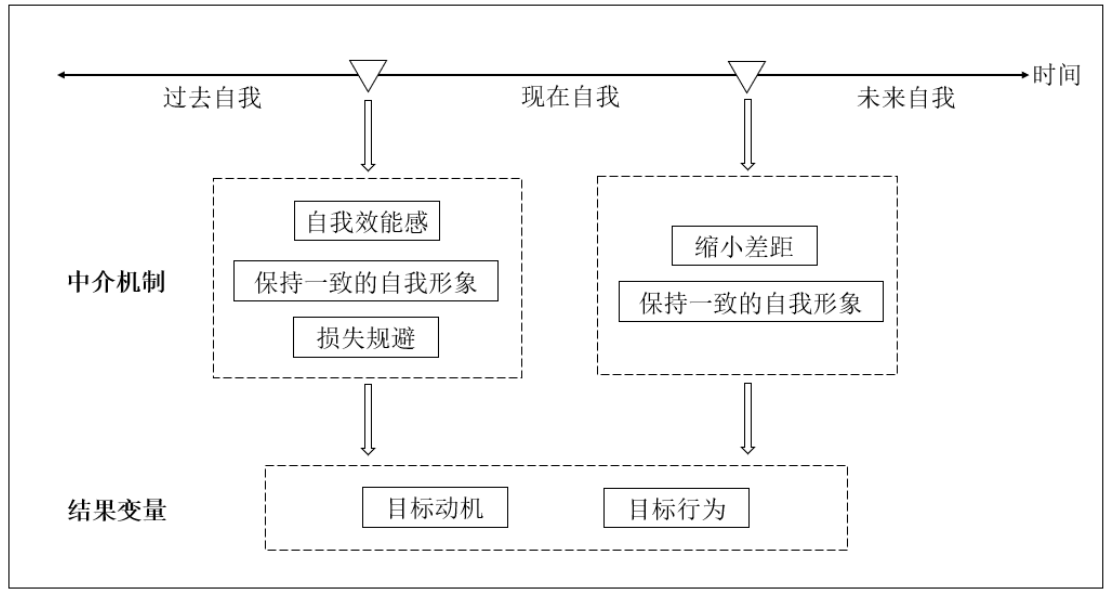 时间
过去自我
现在自我
未来自我
中介机制
自我效能感
保持一致的自我形象
损失规避
缩小差距
保持一致的自我形象
结果变量
目标动机
目标行为